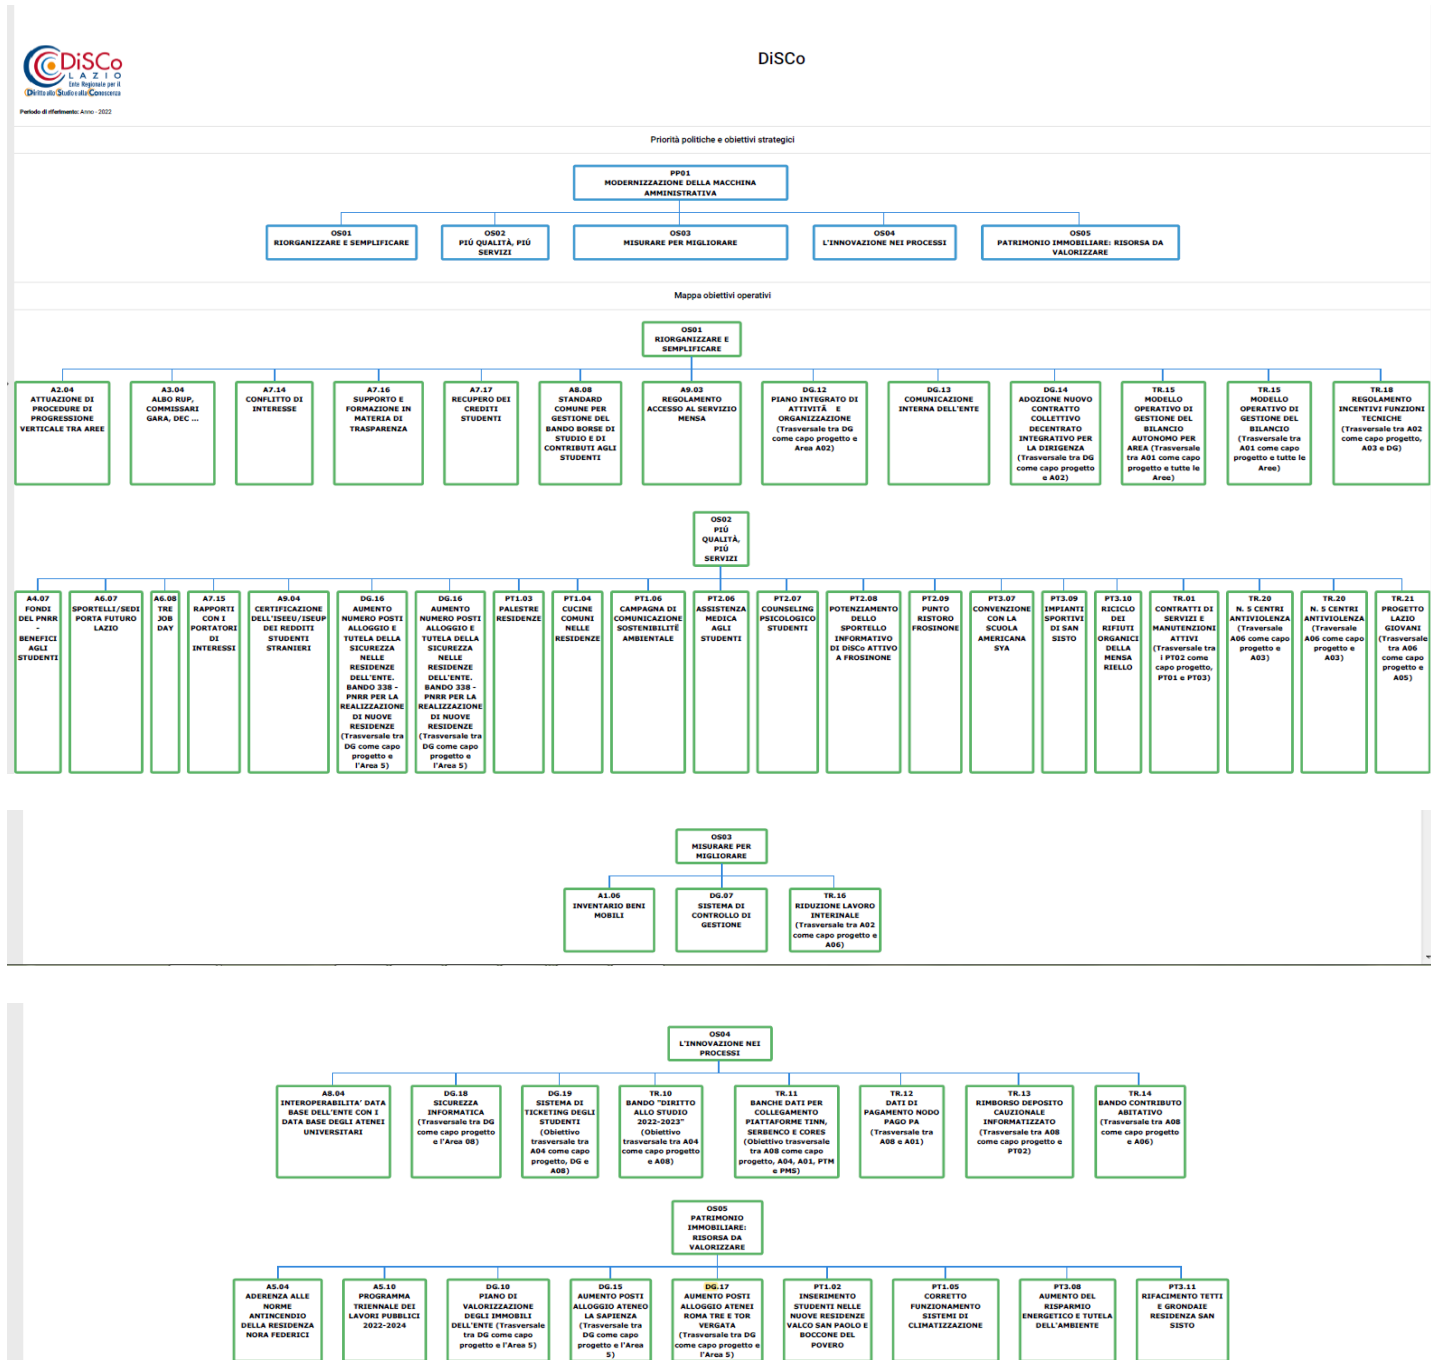 DiSCo
LAZIO
Ente Regionale per il
Diritto allo Studio e alla Conoscenza
DiSCo
Periodo di riferimento: Anno - 2022
Priorità politiche e obiettivi strategici
PP01
MODERNIZZAZIONE DELLA MACCHINA
AMMINISTRATIVA
OS01
RIORGANIZZARE E SEMPLIFICARE
OS02
PIÚ QUALITÀ, PIÚ
SERVIZI
OS03
MISURARE PER MIGLIORARE
OS04
L'INNOVAZIONE NEI PROCESSI
OS05
PATRIMONIO IMMOBILIARE: RISORSA DA
VALORIZZARE
Mappa obiettivi operativi
OS01
RIORGANIZZARE E
SEMPLIFICARE
A2.04
ATTUAZIONE DI
PROCEDURE DI
PROGRESSIONE
VERTICALE TRA AREE
A3.04
ALBO RUP,
COMMISSARI
GARA, DEC ...
A7.14
CONFLITTO DI
INTERESSE
A7.16
SUPPORTO E
FORMAZIONE IN
MATERIA DI
TRASPARENZA
A7.17
RECUPERO DEI
CREDITI
STUDENTI
A8.08
STANDARD
COMUNE PER
GESTIONE DEL
BANDO BORSE DI
STUDIO E DI
CONTRIBUTI AGLI
STUDENTI
A9.03
REGOLAMENTO
ACCESSO AL SERVIZIO
MENSA
DG.12
PIANO INTEGRATO DI
ATTIVITÃ E
ORGANIZZAZIONE
(Trasversale tra DG
come capo progetto e
Area A02)
DG.13
COMUNICAZIONE
INTERNA DELL'ENTE
DG.14
ADOZIONE NUOVO
CONTRATTO
COLLETTIVO
DECENTRATO
INTEGRATIVO PER
LA DIRIGENZA
(Trasversale tra DG
come capo progetto
e A02)
TR.15
MODELLO
OPERATIVO DI
GESTIONE DEL
BILANCIO
AUTONOMO PER
AREA (Trasversale
tra A01 come capo
progetto e tutte le
Aree)
TR.15
MODELLO
OPERATIVO DI
GESTIONE DEL
BILANCIO
(Trasversale tra
A01 come capo
progetto e tutte le
Aree)
TR.18
REGOLAMENTO
INCENTIVI FUNZIONI
TECNICHE
(Trasversale tra A02
come capo progetto,
A03 e DG)
OS02
PIÚ
QUALITÀ,
PIÚ
SERVIZI
A4.07
FONDI
DEL PNRR
-
BENEFICI
AGLI
STUDENTI
A6.07
SPORTELLI/SEDI
PORTA FUTURO
LAZIO
A6.08
TRE
JOB
DAY
A7.15
RAPPORTI
CON I
PORTATORI
DI
INTERESSI
A9.04
CERTIFICAZIONE
DELL'ISEEU/ISEUP
DEI REDDITI
STUDENTI
STRANIERI
DG.16
AUMENTO
NUMERO POSTI
ALLOGGIO E
TUTELA DELLA
SICUREZZA
NELLE
RESIDENZE
DELL'ENTE.
BANDO 338 -
PNRR PER LA
REALIZZAZIONE
DI NUOVE
RESIDENZE
(Trasversale tra
DG come capo
progetto e
l'Area 5)
DG.16
AUMENTO
NUMERO POSTI
ALLOGGIO E
TUTELA DELLA
SICUREZZA
NELLE
RESIDENZE
DELL'ENTE.
BANDO 338 -
PNRR PER LA
REALIZZAZIONE
DI NUOVE
RESIDENZE
(Trasversale tra
DG come capo
progetto e
l'Area 5)
PT1.03
PALESTRE
RESIDENZE
PT1.04
CUCINE
COMUNI
NELLE
RESIDENZE
PT1.06
CAMPAGNA DI
COMUNICAZIONE
SOSTENIBILITÈ
AMBIENTALE
PT2.06
ASSISTENZA
MEDICA
AGLI
STUDENTI
PT2.07
COUNSELING
PSICOLOGICO
STUDENTI
PT2.08
POTENZIAMENTO
DELLO
SPORTELLO
INFORMATIVO
DI DiSCo ATTIVO
A FROSINONE
PT2.09
PUNTO
RISTORO
FROSINONE
PT3.07
CONVENZIONE
CON LA
SCUOLA
AMERICANA
SYA
PT3.09
IMPIANTI
SPORTIVI
DI SAN
SISTO
PT3.10
RICICLO
DEI
RIFIUTI
ORGANICI
DELLA
MENSA
RIELLO
TR.01
CONTRATTI DI
SERVIZI E
MANUTENZIONI
ATTIVI
(Trasversale tra
i PT02 come
capo progetto,
PT01 e PT03)
TR.20
N. 5 CENTRI
ANTIVIOLENZA
(Traversale
A06 come capo
progetto e
A03)
TR.20
N. 5 CENTRI
ANTIVIOLENZA
(Traversale
A06 come capo
progetto e
A03)
TR.21
PROGETTO
LAZIO
GIOVANI
(Trasversale
tra A06
come capo
progetto e
A05)
OS03
MISURARE PER
MIGLIORARE
A1.06
INVENTARIO BENI
MOBILI
DG.07
SISTEMA DI
CONTROLLO DI
GESTIONE
TR.16
RIDUZIONE LAVORO
INTERINALE
(Trasversale tra A02
come capo progetto e
A06)
OS04
L'INNOVAZIONE NEI
PROCESSI
A8.04
INTEROPERABILITA' DATA
BASE DELL'ENTE CON I
DATA BASE DEGLI ATENEI
UNIVERSITARI
DG.18
SICUREZZA
INFORMATICA
(Trasversale tra DG
come capo progetto
e l'Area 08)
DG.19
SISTEMA DI
TICKETING DEGLI
STUDENTI
(Obiettivo
trasversale tra
A04 come capo
progetto, DG e
A08)
TR.10
BANDO "DIRITTO
ALLO STUDIO
2022-2023"
(Obiettivo
trasversale tra A04
come capo progetto
e A08)
TR.11
BANCHE DATI PER
COLLEGAMENTO
PIATTAFORME TINN,
SERBENCO E CORES
(Obiettivo trasversale
tra A08 come capo
progetto, A04, A01, PTM
e PMS)
TR.12
DATI DI
PAGAMENTO NODO
PAGO PA
(Trasversale tra
A08 e A01)
TR.13
RIMBORSO DEPOSITO
CAUZIONALE
INFORMATIZZATO
(Trasversale tra A08
come capo progetto e
PT02)
TR.14
BANDO CONTRIBUTO
ABITATIVO
(Trasversale tra A08
come capo progetto
e A06)
OS05
PATRIMONIO
IMMOBILIARE:
RISORSA DA
VALORIZZARE
A5.04
ADERENZA ALLE
NORME
ANTINCENDIO
DELLA RESIDENZA
NORA FEDERICI
A5.10
PROGRAMMA
TRIENNALE DEI
LAVORI PUBBLICI
2022-2024
DG.10
PIANO DI
VALORIZZAZIONE
DEGLI IMMOBILI
DELL'ENTE (Trasversale
tra DG come capo
progetto e l'Area 5)
DG.15
AUMENTO POSTI
ALLOGGIO ATENEO
LA SAPIENZA
(Trasversale tra
DG come capo
progetto e l'Area
5)
DG.17
AUMENTO POSTI
ALLOGGIO ATENEI
ROMA TRE E TOR
VERGATA
(Trasversale tra DG
come capo progetto e
l'Area 5)
PT1.02
INSERIMENTO
STUDENTI NELLE
NUOVE RESIDENZE
VALCO SAN PAOLO E
BOCCONE DEL
POVERO
PT1.05
CORRETTO
FUNZIONAMENTO
SISTEMI DI
CLIMATIZZAZIONE
PT3.08
AUMENTO DEL
RISPARMIO
ENERGETICO E TUTELA
DELL'AMBIENTE
PT3.11
RIFACIMENTO TETTI
E GRONDAIE
RESIDENZA SAN
SISTO